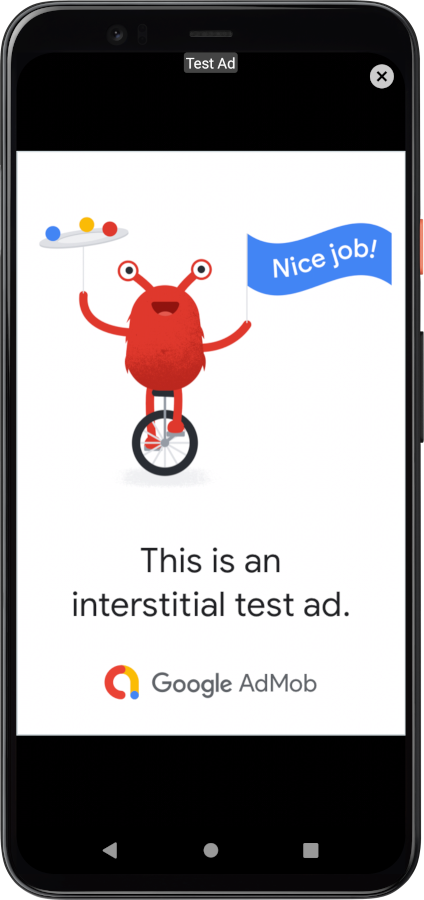 Test Ad
Nice job!
This is an
interstitial test ad.
Google AdMob